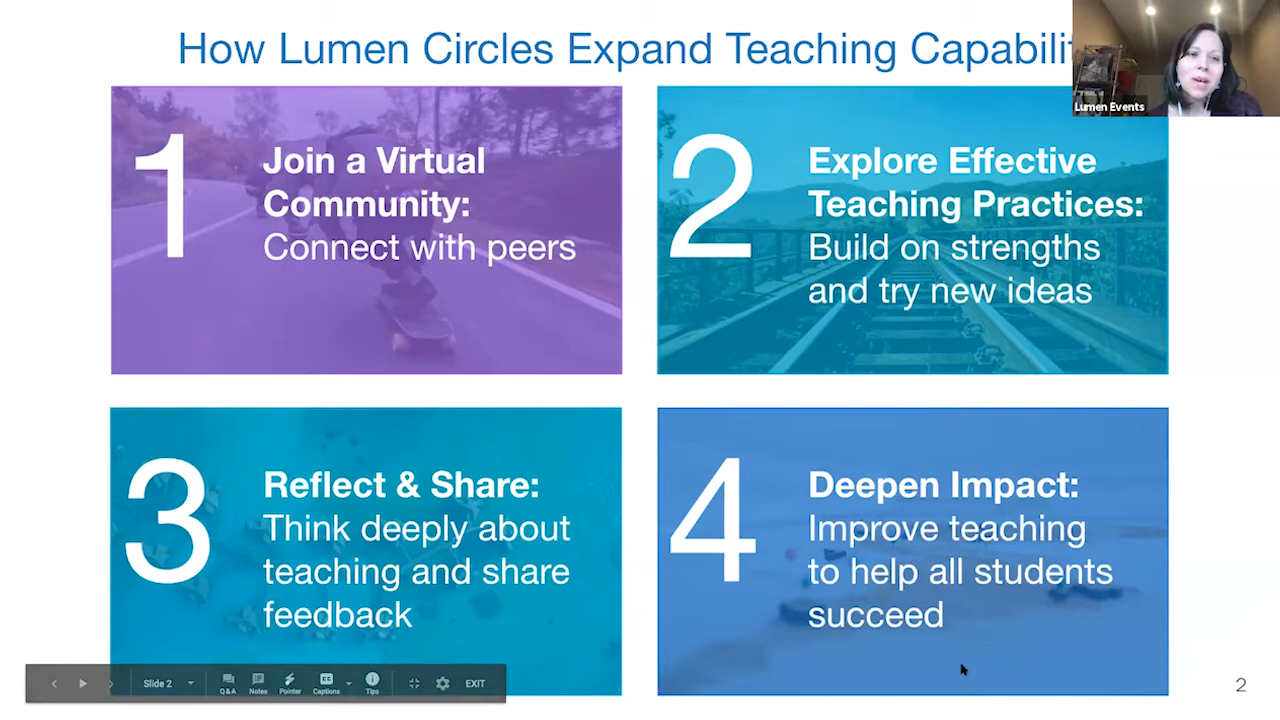 How Lumen Circles Expand Teaching
Lumen Events
1
Join a Virtual
Community:
Connect with peers
2
Explore Effective
Teaching Practices:
Build on strengths
and try new ideas
3
Reflect & Share:
Think deeply about
teaching and share
feedback
4
Deepen Impact:
Improve teaching
to help all students
succeed
Slide 2
Q&A
Notes
Pointer
Captions
Tips
EXIT
2